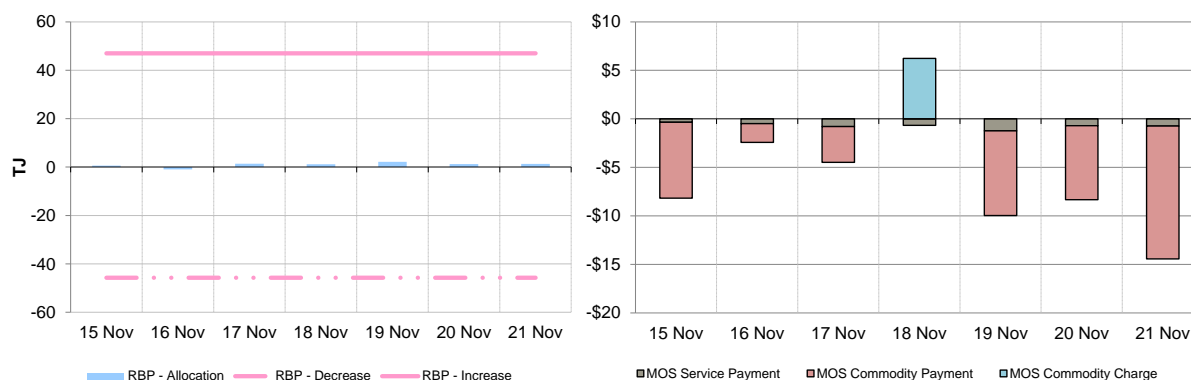 60
40
20
0
-20
-40
-60
TJ
15 Nov 16 Nov 17 Nov 18 Nov 19 Nov 20 Nov 21 Nov
RBP - Allocation RBP - Decrease RBP - Increase
$10
$5
$0
-$5
-$10
-$15
-$20
15 Nov 16 Nov 17 Nov 18 Nov 19 Nov 20 Nov 21 Nov
MOS Service Payment MOS Commodity Payment MOS Commodity Charge